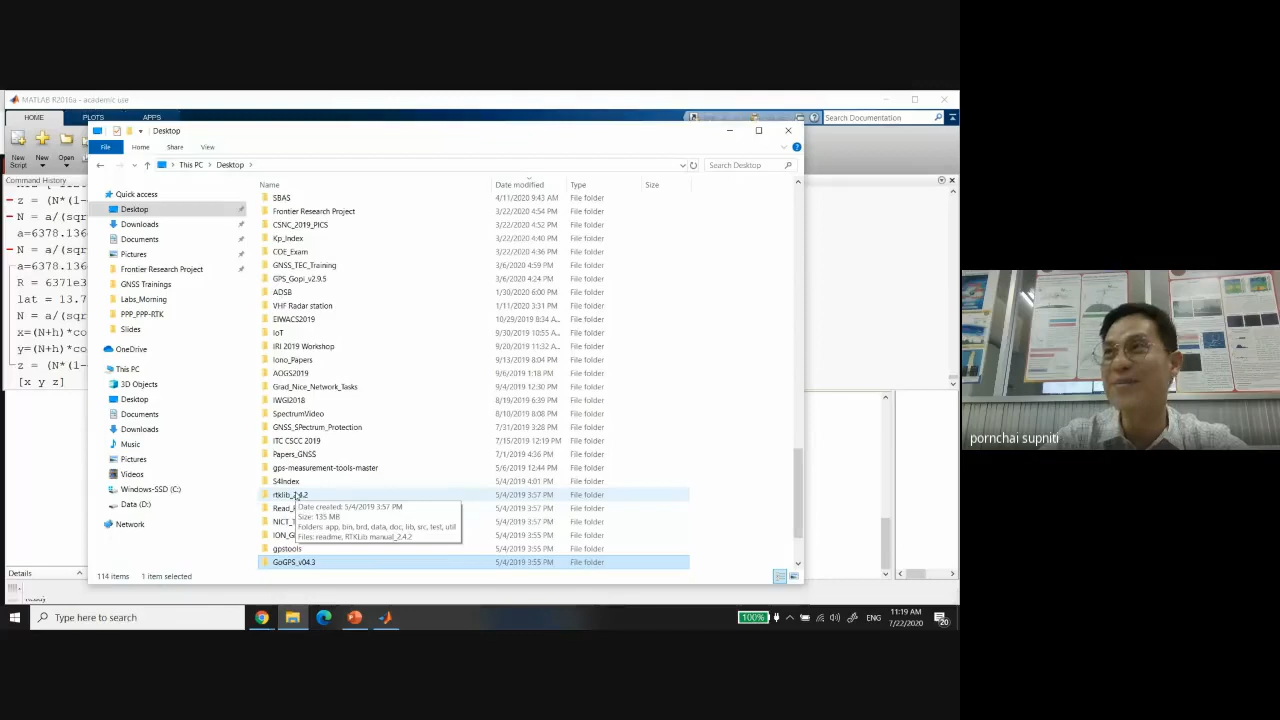 MATLAB R2016a - academic use
HOME PLOTS APPS Search Documentation
New Script New Open
Command History
z = (N*(1-
N = a/(sqr
a=6378.136
N = a/(sqr
a=6378.136
R = 6371e3
lat = 13.7
N = a/(sqr
x=(N+h)*co
y=(N+h)*co
z = (N*(1-
[x y z]
Details
Desktop
File Home Share View
This PC > Desktop > Search Desktop
Quick access
Desktop
Downloads
Documents
Pictures
Frontier Research Project
GNSS Trainings
Labs_Morning
PPP_PPP-RTK
Slides
OneDrive
This PC
3D Objects
Desktop
Documents
Downloads
Music
Pictures
Videos
Windows-SSD (C:)
Data (D:)
Network
Name Date modified Type Size
SBAS 4/11/2020 9:43 AM File folder
Frontier Research Project 3/22/2020 4:54 PM File folder
CSNC_2019_PICS 3/22/2020 4:52 PM File folder
Kp_Index 3/22/2020 4:40 PM File folder
COE_Exam 3/22/2020 4:36 PM File folder
GNSS_TEC_Training 3/6/2020 4:59 PM File folder
GPS_Gopi_v2.9.5 3/6/2020 4:24 PM File folder
ADSB 1/30/2020 6:00 PM File folder
VHF Radar station 1/11/2020 3:31 PM File folder
EIWACS2019 10/29/2019 8:34 A... File folder
IoT 9/30/2019 10:55 A... File folder
IRI 2019 Workshop 9/20/2019 11:32 A... File folder
Iono_Papers 9/13/2019 8:04 PM File folder
AOGS2019 9/6/2019 1:18 PM File folder
Grad_Nice_Network_Tasks 9/4/2019 12:30 PM File folder
IWGI2018 8/19/2019 6:39 PM File folder
SpectrumVideo 8/10/2019 8:08 PM File folder
GNSS_SPectrum_Protection 7/31/2019 3:28 PM File folder
ITC CSCC 2019 7/15/2019 12:19 PM File folder
Papers_GNSS 7/1/2019 4:36 PM File folder
gps-measurement-tools-master 5/6/2019 12:44 PM File folder
S4Index 5/4/2019 4:01 PM File folder
rtklib_2.4.2 5/4/2019 3:57 PM File folder
Read_ 5/4/2019 3:57 PM File folder
NICT_ 5/4/2019 3:57 PM File folder
ION_G 5/4/2019 3:55 PM File folder
gpstools 5/4/2019 3:55 PM File folder
GoGPS_v04.3 5/4/2019 3:55 PM File folder
Date created: 5/4/2019 3:57 PM
Size: 135 MB
Folders: app, bin, brd, data, doc, lib, src, test, util
Files: readme, RTKLib manual_2.4.2
114 items 1 item selected
Type here to search
100% ENG 11:19 AM
7/22/2020
20
pornchai supniti